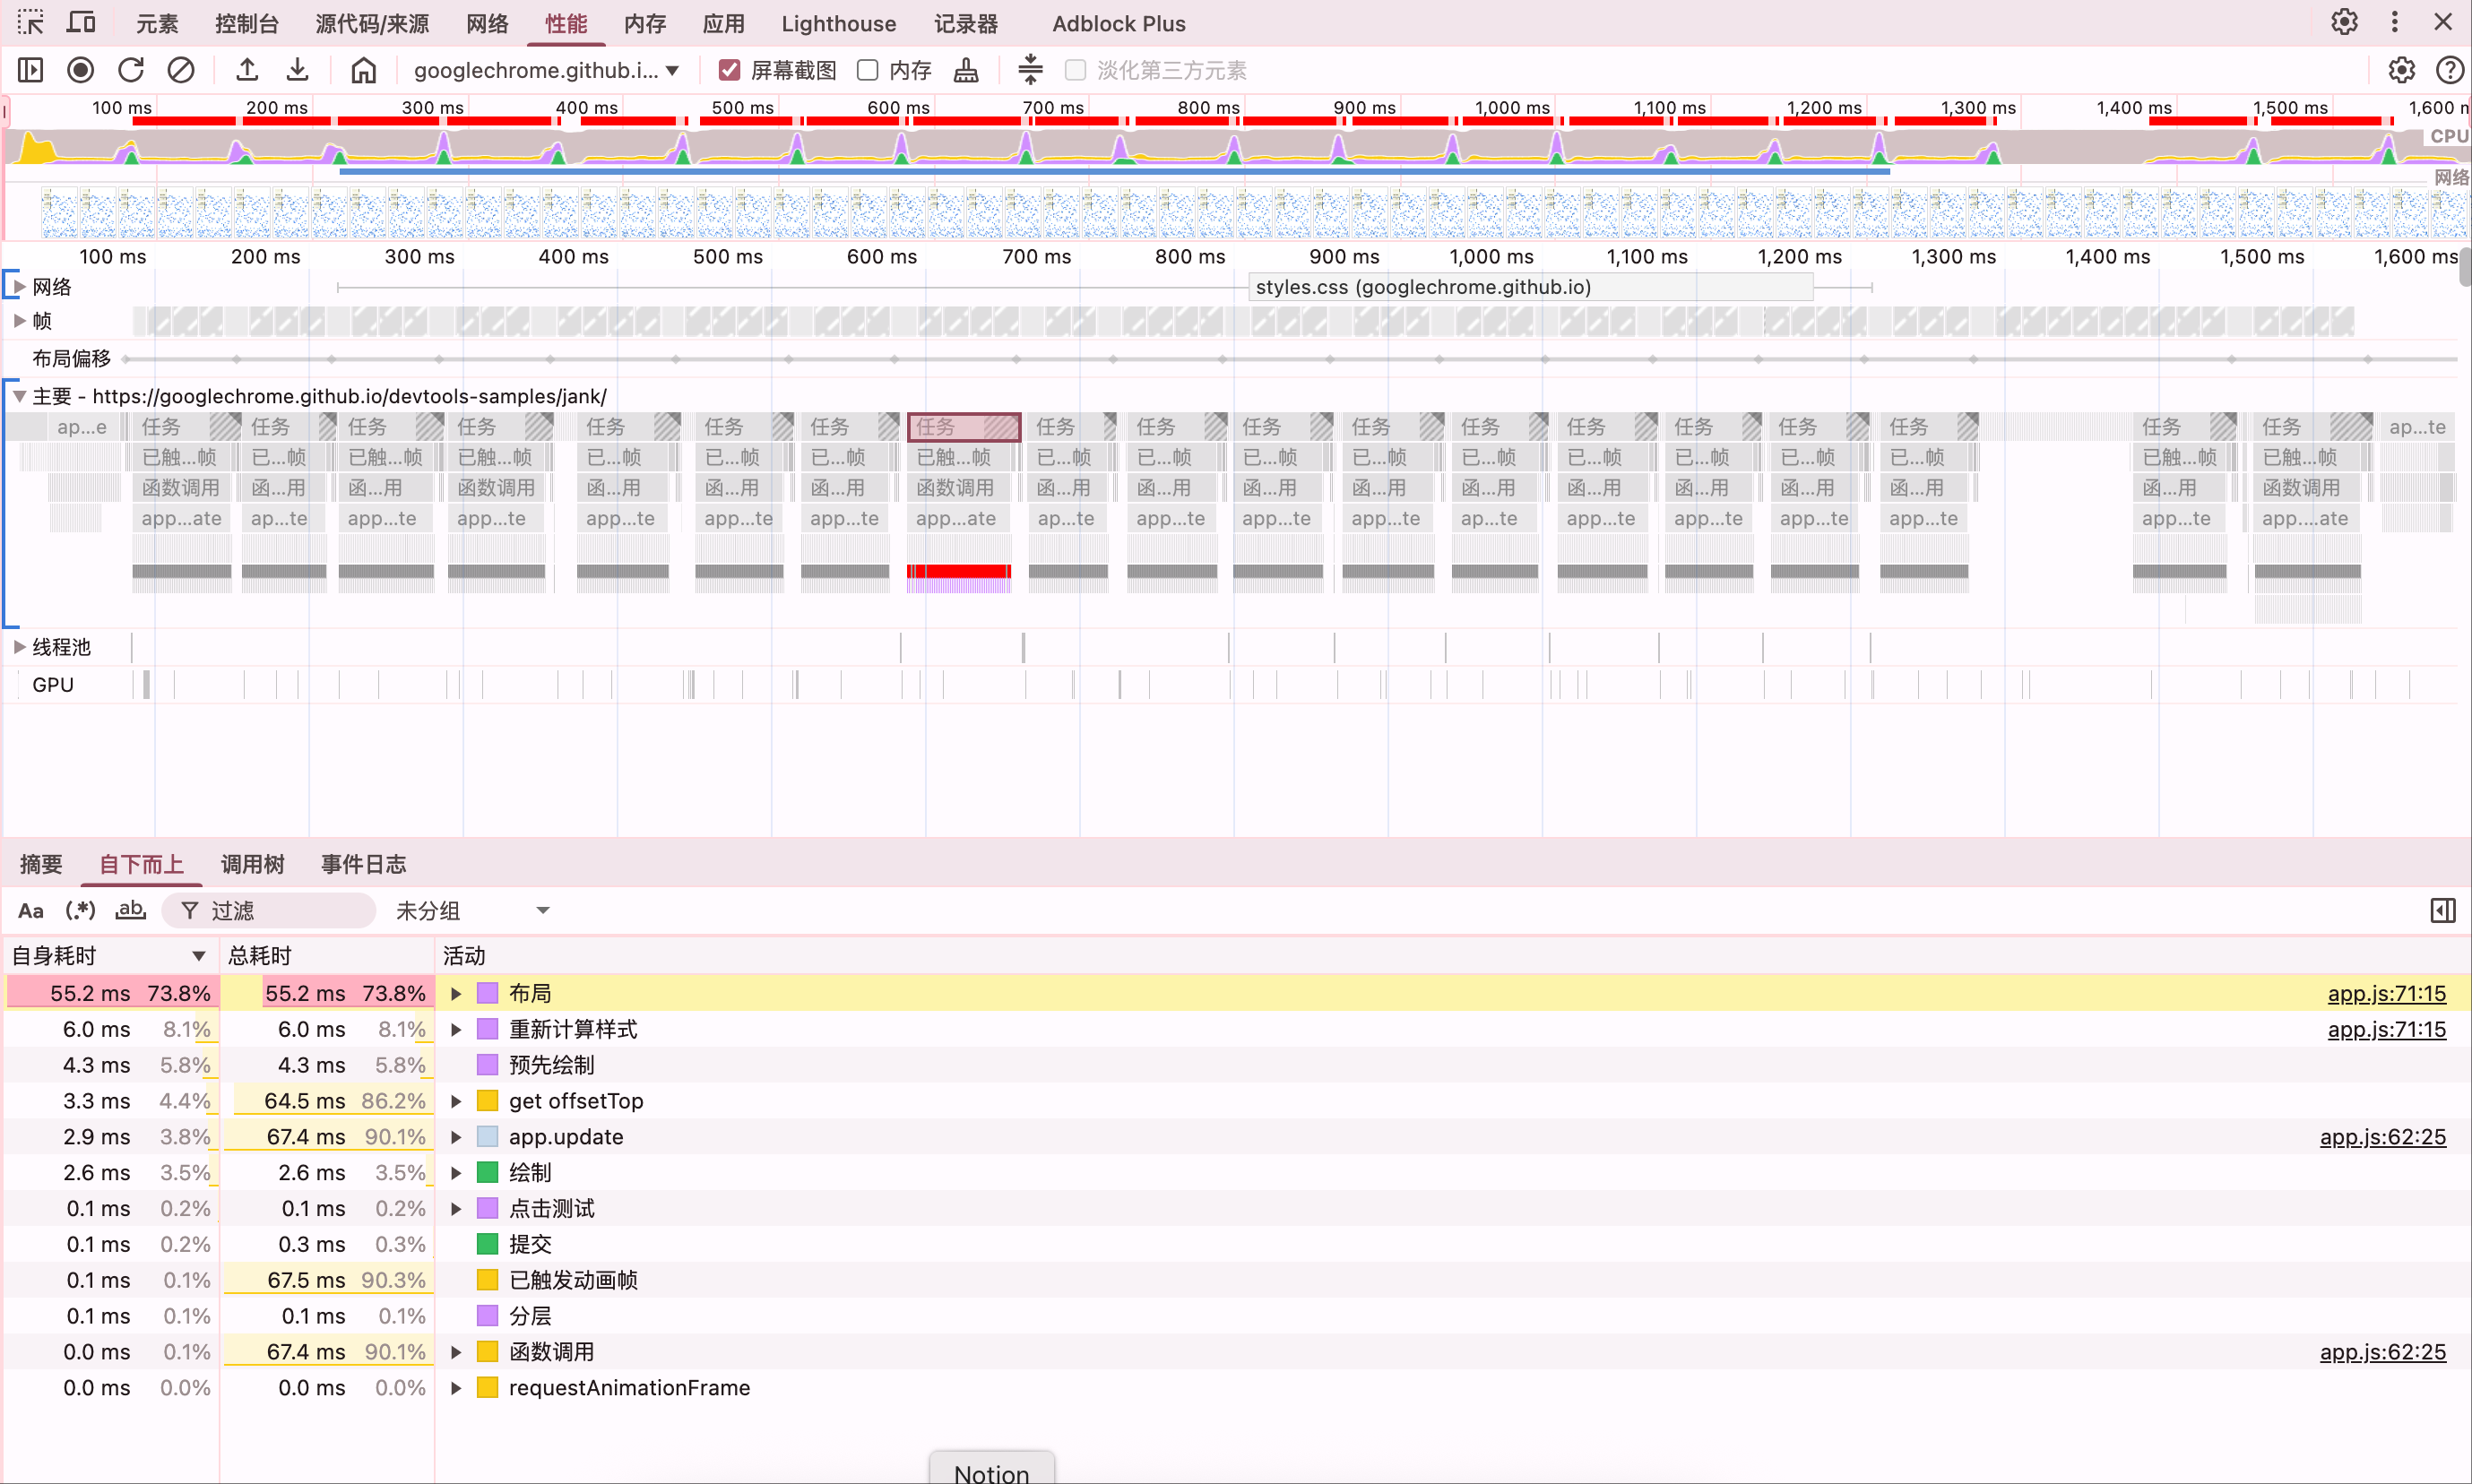 元素 控制台 源代码/来源 网络 性能 内存 应用 Lighthouse 记录器 Adblock Plus
googlechrome.github.i... 屏幕截图 内存 淡化第三方元素
100 ms 200 ms 300 ms 400 ms 500 ms 600 ms 700 ms 800 ms 900 ms 1,000 ms 1,100 ms 1,200 ms 1,300 ms 1,400 ms 1,500 ms 1,600 m
CPU
网络
100 ms 200 ms 300 ms 400 ms 500 ms 600 ms 700 ms 800 ms 900 ms 1,000 ms 1,100 ms 1,200 ms 1,300 ms 1,400 ms 1,500 ms 1,600 ms
网络 styles.css (googlechrome.github.io)
帧
布局偏移
主要 - https://googlechrome.github.io/devtools-samples/jank/
ap...e 任务 任务 任务 任务 任务 任务 任务 任务 任务 任务 任务 任务 任务 任务 任务 任务 任务 任务 任务 ap...te
已触...帧 已...帧 已触...帧 已触...帧 已...帧 已...帧 已...帧 已触...帧 已...帧 已...帧 已...帧 已...帧 已...帧 已...帧 已...帧 已...帧 已...帧 已触...帧 已触...帧
函数调用 函...用 函...用 函数调用 函...用 函...用 函...用 函数调用 函...用 函...用 函...用 函...用 函...用 函...用 函...用 函...用 函...用 函...用 函数调用
app...ate ap...te app...te app...te app...te app...te app...te app...ate ap...te app...te app...te app...te ap...te app...te app...te app...te app...te app...te app....ate
线程池
GPU
摘要 自下而上 调用树 事件日志
Aa (.*) ab 过滤 未分组
自身耗时 总耗时 活动
55.2 ms 73.8% 55.2 ms 73.8% 布局 app.js:71:15
6.0 ms 8.1% 6.0 ms 8.1% 重新计算样式 app.js:71:15
4.3 ms 5.8% 4.3 ms 5.8% 预先绘制
3.3 ms 4.4% 64.5 ms 86.2% get offsetTop
2.9 ms 3.8% 67.4 ms 90.1% app.update app.js:62:25
2.6 ms 3.5% 2.6 ms 3.5% 绘制
0.1 ms 0.2% 0.1 ms 0.2% 点击测试
0.1 ms 0.2% 0.3 ms 0.3% 提交
0.1 ms 0.1% 67.5 ms 90.3% 已触发动画帧
0.1 ms 0.1% 0.1 ms 0.1% 分层
0.0 ms 0.1% 67.4 ms 90.1% 函数调用 app.js:62:25
0.0 ms 0.0% 0.0 ms 0.0% requestAnimationFrame
Notion